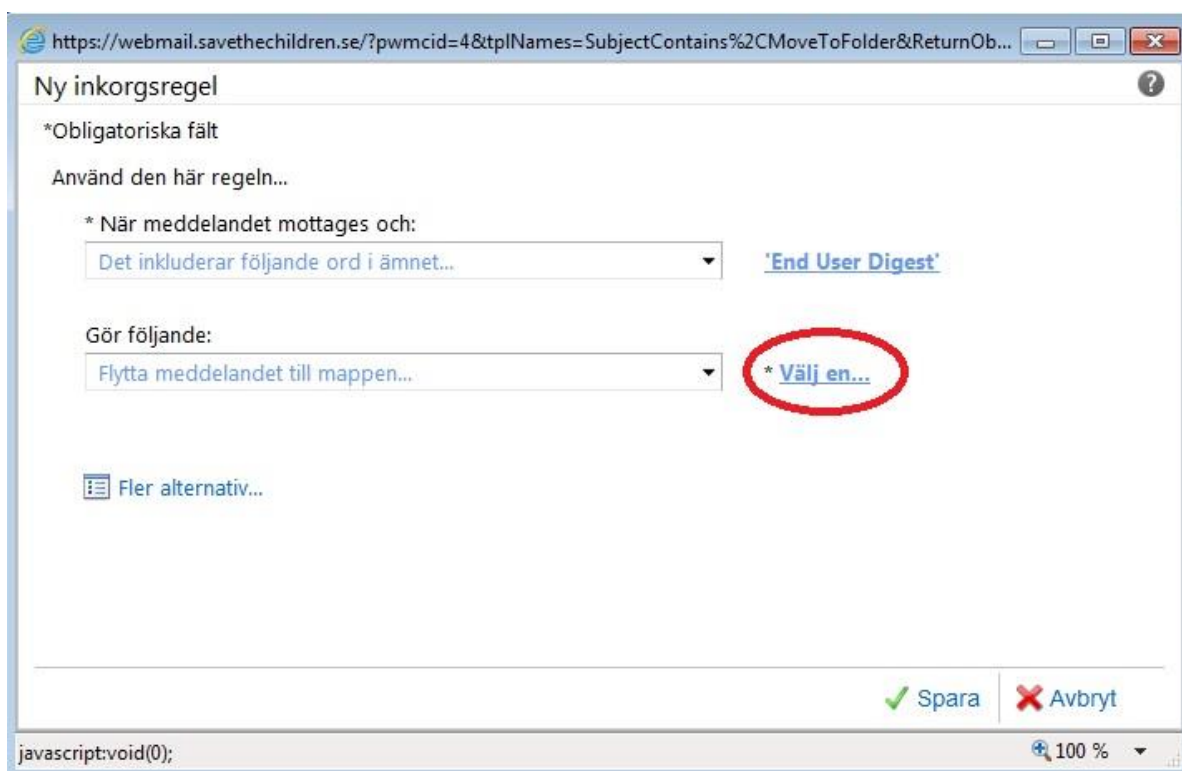 https://webmail.savethechildren.se/?pvmcid=4&tplNames=SubjectContains%2CMoveToFolder&ReturnOb...
Ny inkorgsregel
*Obligatoriska fält
Använd den här regeln...
* När meddelandet mottages och:
Det inkluderar följande ord i ämnet... 'End User Digest'
Gör följande:
Flytta meddelandet till mappen... * Välj en...
Fler alternativ...
Spara Avbryt
javascript:void(0); 100 %